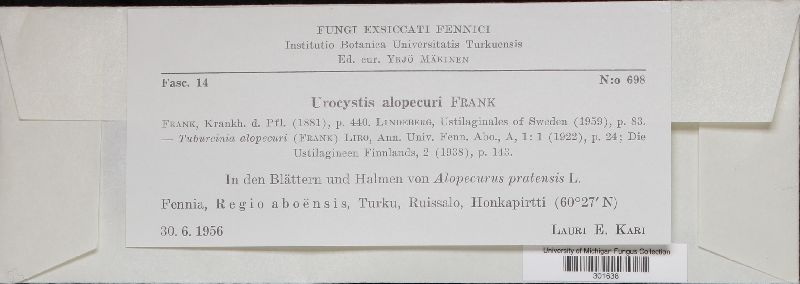 FUNGI EXSICCATI FENNICI
Institutio Botanica Universitatis Turkuensis
Ed. cur. YRJÖ MÄKINEN
Fasc. 14 N:o 698
Urocystis alopecuri FRANK
FRANK, Krankh. d. Pfl. (1881), p. 440. LINDEBERG, Ustilaginales of Sweden (1959), p. 83.
— Tuburcinia alopecuri (FRANK) LIRO, Ann. Univ. Fenn. Abo., A, 1: 1 (1922), p. 24; Die
Ustilagineen Finnlands, 2 (1938), p. 143.
In den Blättern und Halmen von Alopecurus pratensis L.
Fennia, Regio aboënsis, Turku, Ruissalo, Honkapirtti (60°27′ N)
30. 6. 1956 LAURI E. KARI
University of Michigan Fungus Collection
301638